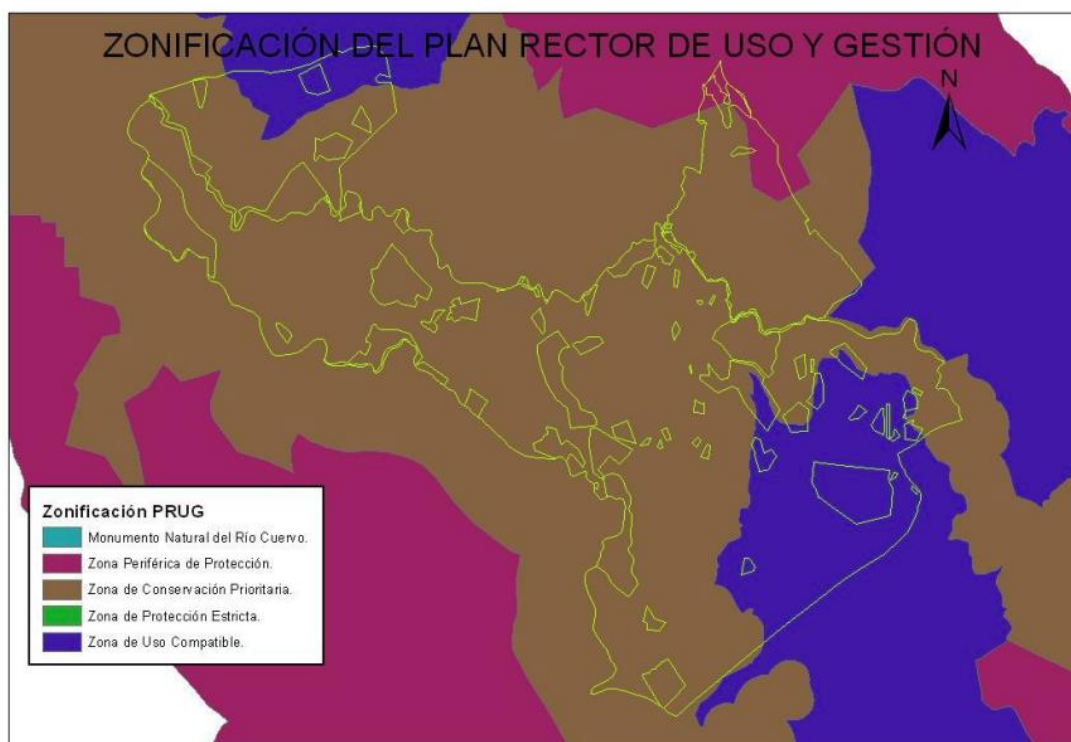 ZONIFICACIÓN DEL PLAN RECTOR DE USO Y GESTIÓN
N
Zonificación PRUG
Monumento Natural del Río Cuervo.
Zona Periférica de Protección.
Zona de Conservación Prioritaria.
Zona de Protección Estricta.
Zona de Uso Compatible.